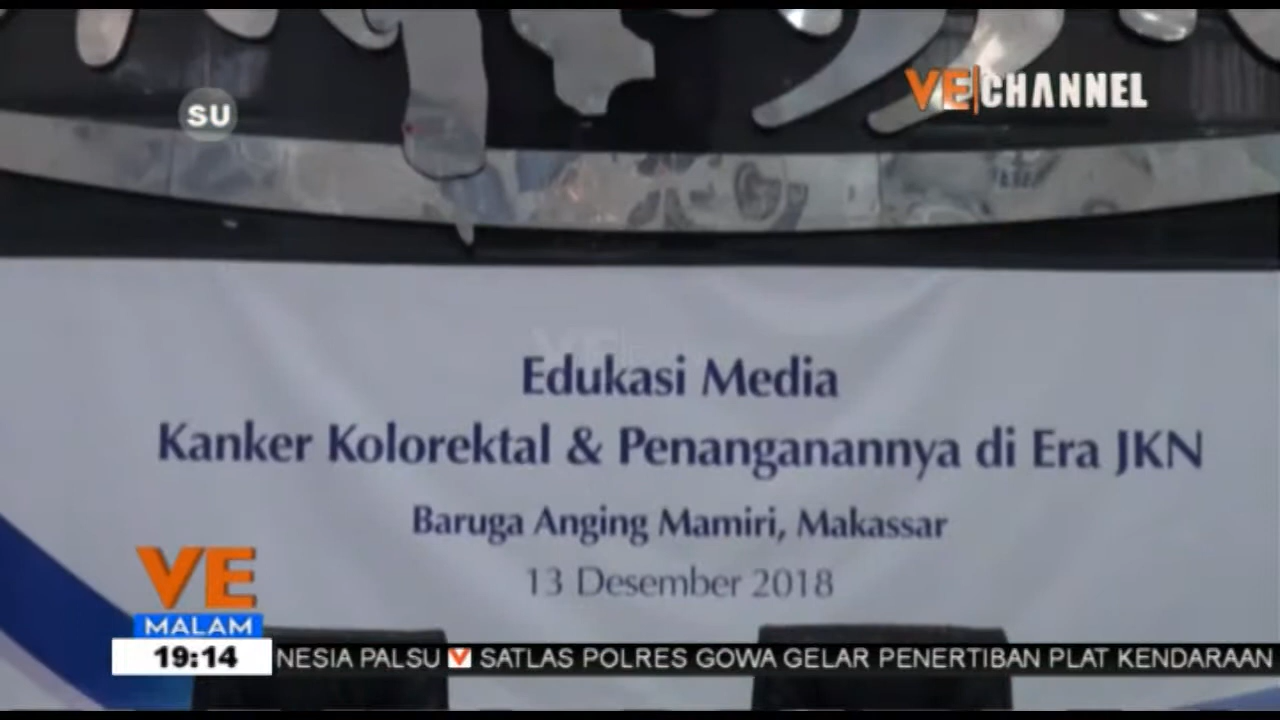 SU
VE CHANNEL
Edukasi Media
Kanker Kolorektal & Penanganannya di Era JKN
Baruga Anging Mamiri, Makassar
13 Desember 2018
VE
MALAM
19:14
NESIA PALSU SATLAS POLRES GOWA GELAR PENERTIBAN PLAT KENDARAAN